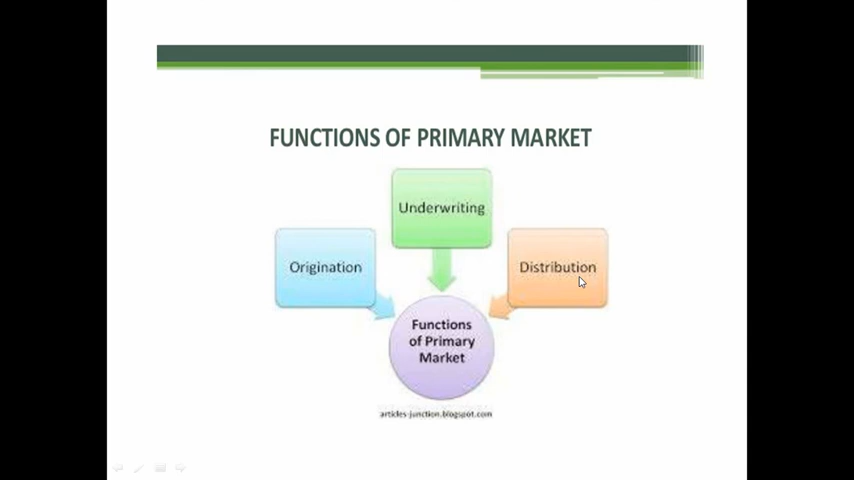 FUNCTIONS OF PRIMARY MARKET
Underwriting
Origination
Distribution
Functions
of Primary
Market
articles-junction.blogspot.com